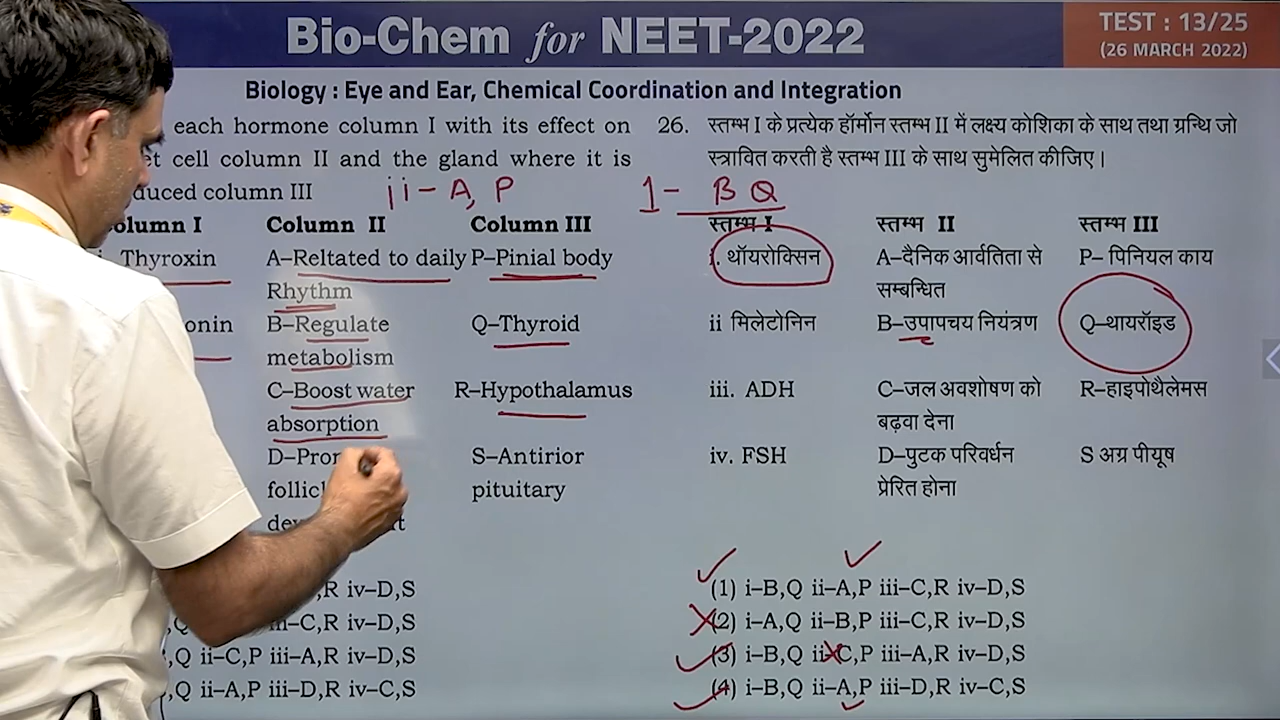 Bio-Chem for NEET-2022
TEST : 13/25
(26 MARCH 2022)
Biology : Eye and Ear, Chemical Coordination and Integration
each hormone column I with its effect on
cell column II and the gland where it is
column III
ii – A, P
Column II Column III
Thyroxin A–Reltated to daily P–Pinial body
Rhythm
B–Regulate Q–Thyroid
metabolism
C–Boost water R–Hypothalamus
absorption
S–Antirior
pituitary
,R iv–D,S
iii–C,R iv–D,S
,Q ii–C,P iii–A,R iv–D,S
,Q ii–A,P iii–D,R iv–C,S
26. स्तम्भ I के प्रत्येक हॉर्मोन स्तम्भ II में लक्ष्य कोशिका के साथ तथा ग्रन्थि जो
स्त्रावित करती है स्तम्भ III के साथ सुमेलित कीजिए।
1 – B Q
स्तम्भ I स्तम्भ II स्तम्भ III
i. थॉयरोक्सिन A–दैनिक आर्वतिता से P– पिनियल काय
सम्बन्धित
ii मिलेटोनिन B–उपापचय नियंत्रण Q–थायरॉइड
iii. ADH C–जल अवशोषण को R–हाइपोथैलेमस
बढ़वा देना
iv. FSH D–पुटक परिवर्धन S अग्र पीयूष
प्रेरित होना
(1) i–B,Q ii–A,P iii–C,R iv–D,S
(2) i–A,Q ii–B,P iii–C,R iv–D,S
(3) i–B,Q ii–C,P iii–A,R iv–D,S
(4) i–B,Q ii–A,P iii–D,R iv–C,S